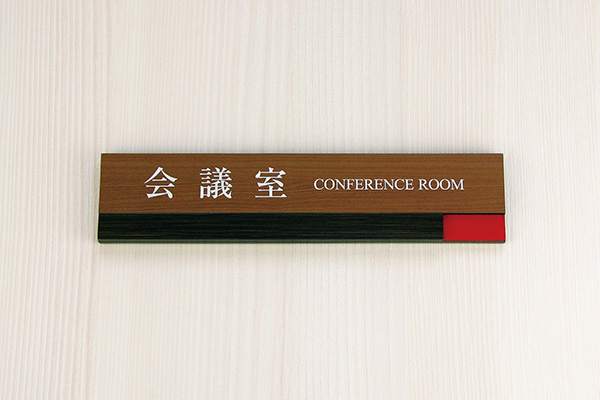 会議室 CONFERENCE ROOM